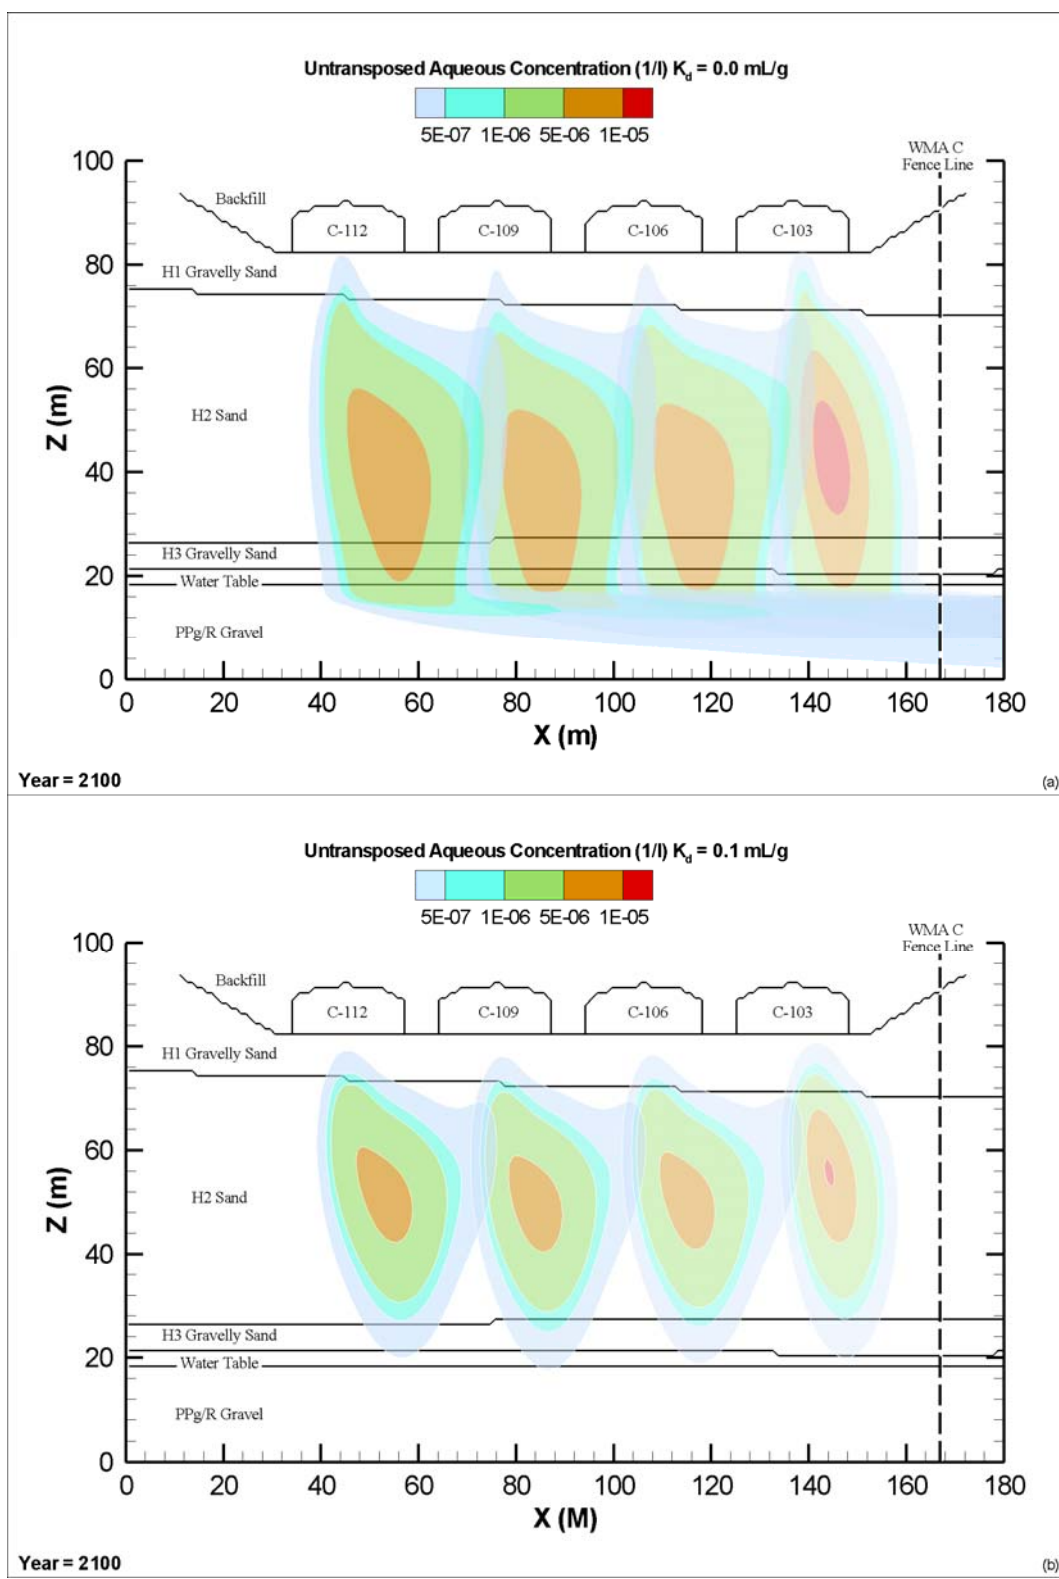 Untransposed Aqueous Concentration (1/l) Kd = 0.0 mL/g
5E-07 1E-06 5E-06 1E-05
WMA C
Fence Line
100
80
60
40
20
0
Z (m)
Backfill
C-112 C-109 C-106 C-103
H1 Gravelly Sand
H2 Sand
H3 Gravelly Sand
Water Table
PPg/R Gravel
0 20 40 60 80 100 120 140 160 180
X (m)
Year = 2100
(a)
Untransposed Aqueous Concentration (1/l) Kd = 0.1 mL/g
5E-07 1E-06 5E-06 1E-05
WMA C
Fence Line
100
80
60
40
20
0
Z (m)
Backfill
C-112 C-109 C-106 C-103
H1 Gravelly Sand
H2 Sand
H3 Gravelly Sand
Water Table
PPg/R Gravel
0 20 40 60 80 100 120 140 160 180
X (M)
Year = 2100
(b)